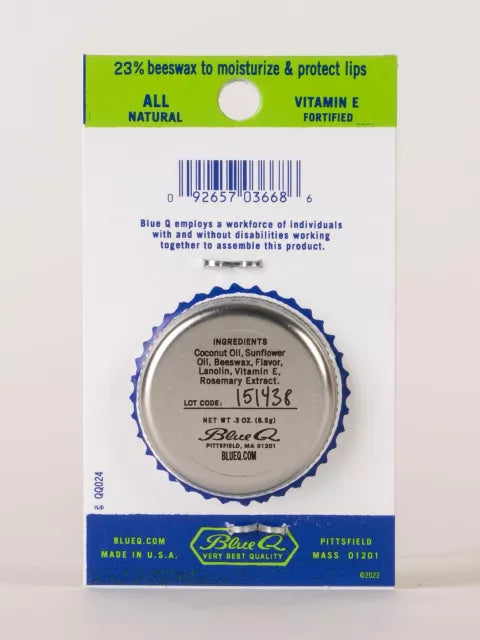 23% beeswax to moisturize & protect lips
ALL
NATURAL
VITAMIN E
FORTIFIED
0 92657 03668 6
Blue Q employs a workforce of individuals
with and without disabilities working
together to assemble this product.
INGREDIENTS
Coconut Oil, Sunflower
Oil, Beeswax, Flavor,
Lanolin, Vitamin E,
Rosemary Extract.
LOT CODE: 151438
NET WT .3 OZ. (8.5g)
Blue Q
PITTSFIELD, MA 01201
BLUEQ.COM
QQ024
HJD
BLUEQ.COM
MADE IN U.S.A.
Blue Q
VERY BEST QUALITY
PITTSFIELD
MASS 01201
©2022